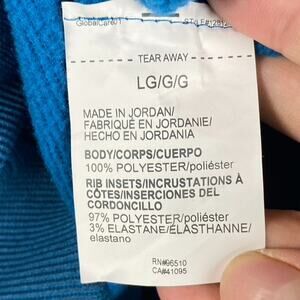 TEAR AWAY
LG/G/G
MADE IN JORDAN/
FABRIQUÉ EN JORDANIE/
HECHO EN JORDANIA
BODY/CORPS/CUERPO
100% POLYESTER/poliéster
RIB INSETS/INCRUSTATIONS À
CÔTES/INSERCIONES DEL
CORDONCILLO
97% POLYESTER/poliéster
3% ELASTANE/ÉLASTHANNE/
elastano
RN#96510
CA#41095